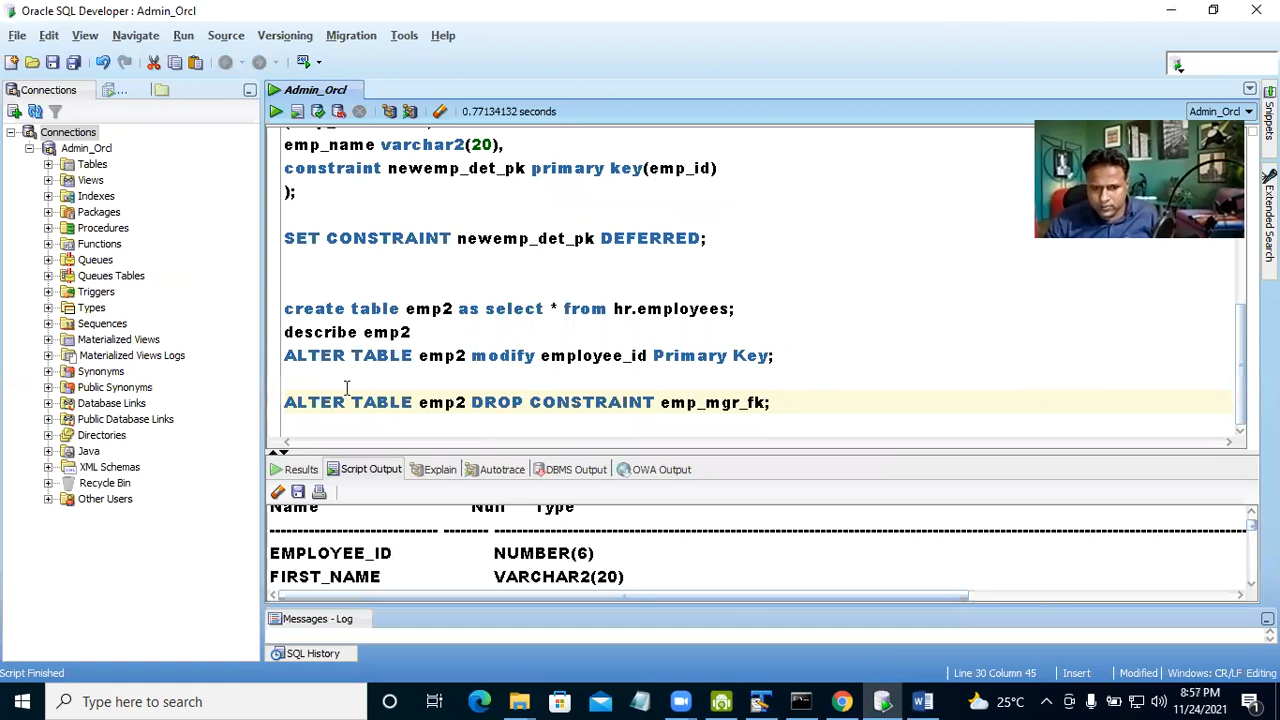 Oracle SQL Developer : Admin_Orcl
File Edit View Navigate Run Source Versioning Migration Tools Help
Connections
...
Admin_Orcl
0.77134132 seconds
Admin_Orcl
Connections
Admin_Orcl
Tables
Views
Indexes
Packages
Procedures
Functions
Queues
Queues Tables
Triggers
Types
Sequences
Materialized Views
Materialized Views Logs
Synonyms
Public Synonyms
Database Links
Public Database Links
Directories
Java
XML Schemas
Recycle Bin
Other Users
emp_name varchar2(20),
constraint newemp_det_pk primary key(emp_id)
);
SET CONSTRAINT newemp_det_pk DEFERRED;
create table emp2 as select * from hr.employees;
describe emp2
ALTER TABLE emp2 modify employee_id Primary Key;
ALTER TABLE emp2 DROP CONSTRAINT emp_mgr_fk;
Snippets
Extended Search
Results Script Output Explain Autotrace DBMS Output OWA Output
Name Null Type
------------------------------ -------- ------------------------------
EMPLOYEE_ID NUMBER(6)
FIRST_NAME VARCHAR2(20)
Messages - Log
SQL History
Script Finished
Line 30 Column 45 Insert Modified Windows: CR/LF Editing
Type here to search
25°C
8:57 PM
11/24/2021
1